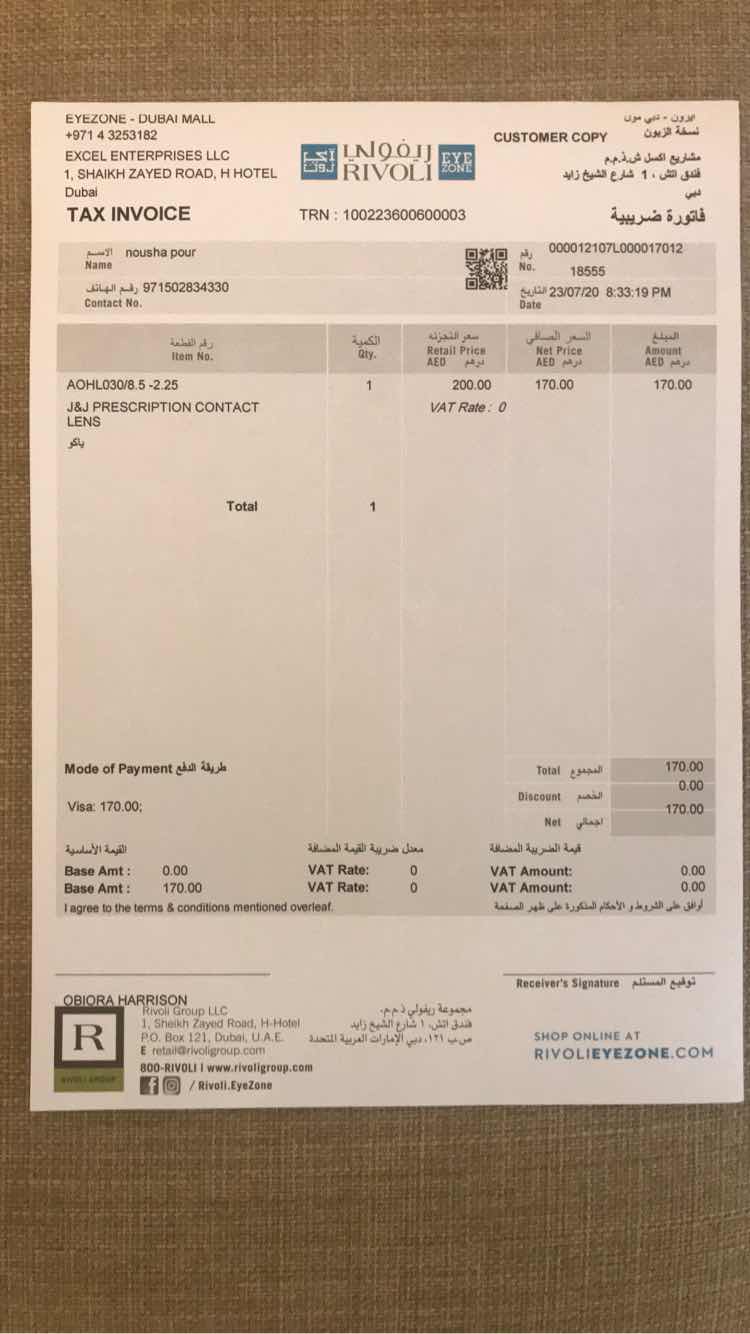 EYEZONE - DUBAI MALL
ايزون - دبي مول
+971 4 3253182
CUSTOMER COPY
نسخة الزبون
EXCEL ENTERPRISES LLC
مشاريع اكسل ش.ذ.م.م
1, SHAIKH ZAYED ROAD, H HOTEL
فندق اتش ، 1 شارع الشيخ زايد
Dubai
دبي
ريڤولي
RIVOLI
EYE
ZONE
TAX INVOICE
TRN : 100223600600003
فاتورة ضريبية
الاسم nousha pour
Name
رقم 000012107L000017012
No. 18555
رقم الهاتف 971502834330
Contact No.
التاريخ 23/07/20 8:33:19 PM
Date
رقم القطعة الكمية سعر التجزئه السعر الصافي المبلغ
Item No. Qty. Retail Price Net Price Amount
AED درهم AED درهم AED درهم
AOHL030/8.5 -2.25 1 200.00 170.00 170.00
J&J PRESCRIPTION CONTACT VAT Rate : 0
LENS
باكو
Total 1
Mode of Payment طريقة الدفع
Visa: 170.00;
Total المجموع 170.00
Discount الخصم 0.00
Net اجمالي 170.00
القيمة الأساسية معدل ضريبة القيمة المضافة قيمة الضريبة المضافة
Base Amt : 0.00 VAT Rate: 0 VAT Amount: 0.00
Base Amt : 170.00 VAT Rate: 0 VAT Amount: 0.00
I agree to the terms & conditions mentioned overleaf.
أوافق على الشروط و الأحكام المذكورة على ظهر الصفحة
Receiver's Signature توقيع المستلم
OBIORA HARRISON
R
RIVOLI GROUP
Rivoli Group LLC
1, Sheikh Zayed Road, H-Hotel
P.O. Box 121, Dubai, U.A.E.
E retail@rivoligroup.com
800-RIVOLI I www.rivoligroup.com
/ Rivoli.EyeZone
مجموعة ريفولي ذ.م.م.
فندق اتش، ١ شارع الشيخ زايد
ص.ب ١٢١، دبي الإمارات العربية المتحدة
SHOP ONLINE AT
RIVOLIEYEZONE.COM